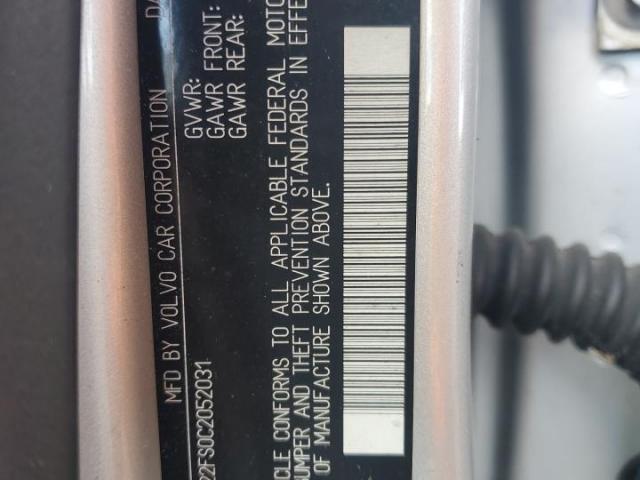 MFD BY VOLVO CAR CORPORATION
GVWR:
GAWR FRONT:
GAWR REAR:
22FS0C2052031
CLE CONFORMS TO ALL APPLICABLE FEDERAL MOTO
UMPER AND THEFT PREVENTION STANDARDS IN EFFE
OF MANUFACTURE SHOWN ABOVE.